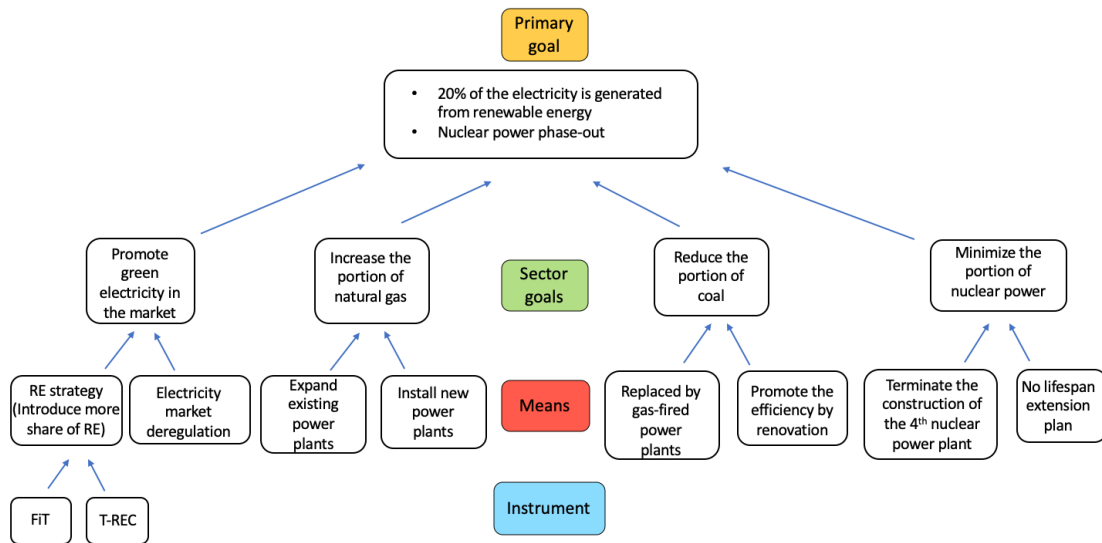 Primary
goal
• 20% of the electricity is generated
from renewable energy
• Nuclear power phase-out
Promote
green
electricity in
the market
Increase the
portion of
natural gas
Sector
goals
Reduce the
portion of
coal
Minimize the
portion of
nuclear power
RE strategy
(Introduce more
share of RE)
Electricity
market
deregulation
Expand
existing
power plants
Install new
power
plants
Means
Replaced by
gas-fired
power
plants
Promote the
efficiency by
renovation
Terminate the
construction of
the 4th nuclear
power plant
No lifespan
extension
plan
FiT
T-REC
Instrument